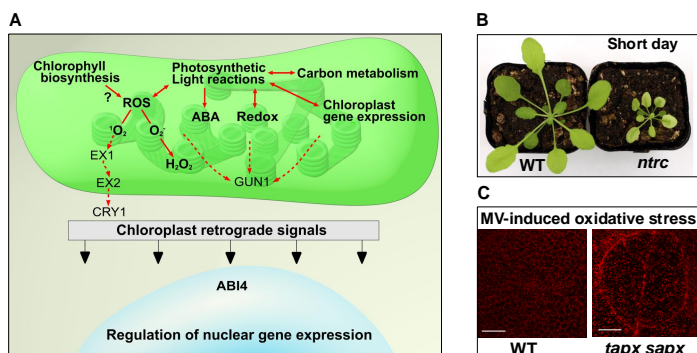 A
Chlorophyll
biosynthesis
?
ROS
¹O₂
O₂⁻
H₂O₂
EX1
EX2
CRY1
Photosynthetic
Light reactions
Carbon metabolism
Chloroplast
gene expression
ABA
Redox
GUN1
Chloroplast retrograde signals
ABI4
Regulation of nuclear gene expression
B
Short day
WT
ntrc
C
MV-induced oxidative stress
WT
tapx sapx